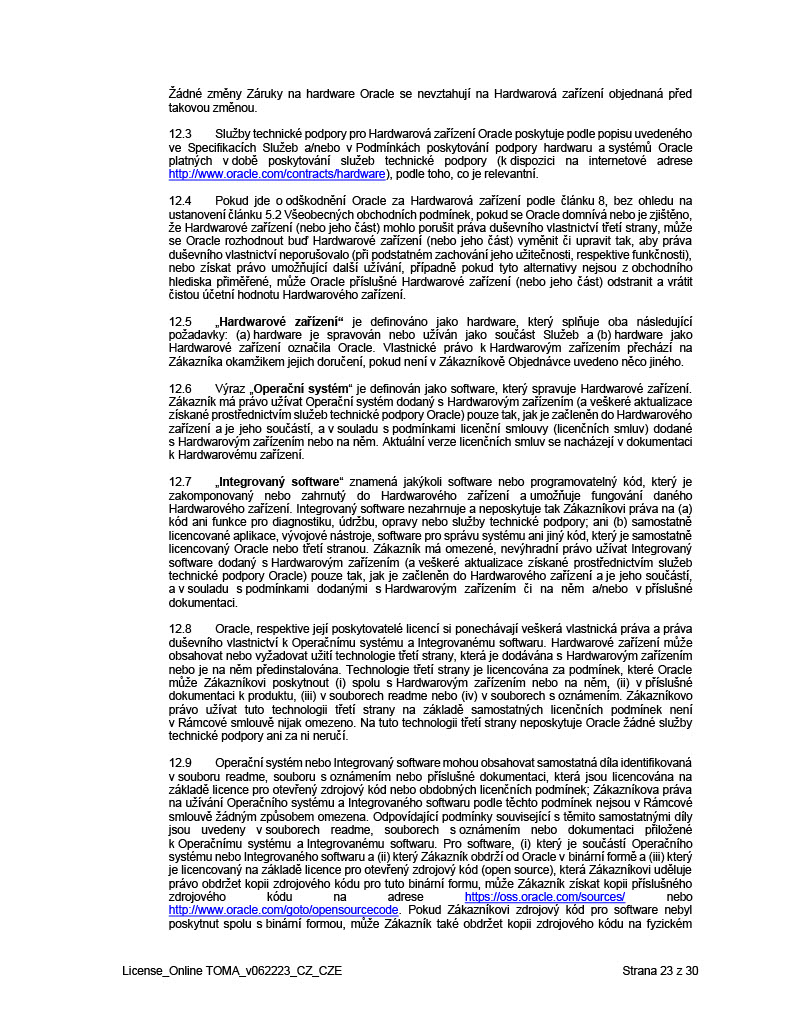 Žádné změny Záruky na hardware Oracle se nevztahují na Hardwarová zařízení objednaná před
takovou změnou.
12.3 Služby technické podpory pro Hardwarová zařízení Oracle poskytuje podle popisu uvedeného
ve Specifikacích Služeb a/nebo v Podmínkách poskytování podpory hardwaru a systémů Oracle
platných v době poskytování služeb technické podpory (k dispozici na internetové adrese
http://www.oracle.com/contracts/hardware), podle toho, co je relevantní.
12.4 Pokud jde o odškodnění Oracle za Hardwarová zařízení podle článku 8, bez ohledu na
ustanovení článku 5.2 Všeobecných obchodních podmínek, pokud se Oracle domnívá nebo je zjištěno,
že Hardwarové zařízení (nebo jeho část) mohlo porušit práva duševního vlastnictví třetí strany, může
se Oracle rozhodnout buď Hardwarové zařízení (nebo jeho část) vyměnit či upravit tak, aby práva
duševního vlastnictví neporušovalo (při podstatném zachování jeho užitečnosti, respektive funkčnosti),
nebo získat právo umožňující další užívání, případně pokud tyto alternativy nejsou z obchodního
hlediska přiměřené, může Oracle příslušné Hardwarové zařízení (nebo jeho část) odstranit a vrátit
čistou účetní hodnotu Hardwarového zařízení.
12.5 „Hardwarové zařízení“ je definováno jako hardware, který splňuje oba následující
požadavky: (a) hardware je spravován nebo užíván jako součást Služeb a (b) hardware jako
Hardwarové zařízení označila Oracle. Vlastnické právo k Hardwarovým zařízením přechází na
Zákazníka okamžikem jejich doručení, pokud není v Zákazníkově Objednávce uvedeno něco jiného.
12.6 Výraz „Operační systém“ je definován jako software, který spravuje Hardwarové zařízení.
Zákazník má právo užívat Operační systém dodaný s Hardwarovým zařízením (a veškeré aktualizace
získané prostřednictvím služeb technické podpory Oracle) pouze tak, jak je začleněn do Hardwarového
zařízení a je jeho součástí, a v souladu s podmínkami licenční smlouvy (licenčních smluv) dodané
s Hardwarovým zařízením nebo na něm. Aktuální verze licenčních smluv se nacházejí v dokumentaci
k Hardwarovému zařízení.
12.7 „Integrovaný software“ znamená jakýkoli software nebo programovatelný kód, který je
zakomponovaný nebo zahrnutý do Hardwarového zařízení a umožňuje fungování daného
Hardwarového zařízení. Integrovaný software nezahrnuje a neposkytuje tak Zákazníkovi práva na (a)
kód ani funkce pro diagnostiku, údržbu, opravy nebo služby technické podpory; ani (b) samostatně
licencované aplikace, vývojové nástroje, software pro správu systému ani jiný kód, který je samostatně
licencovaný Oracle nebo třetí stranou. Zákazník má omezené, nevýhradní právo užívat Integrovaný
software dodaný s Hardwarovým zařízením (a veškeré aktualizace získané prostřednictvím služeb
technické podpory Oracle) pouze tak, jak je začleněn do Hardwarového zařízení a je jeho součástí,
a v souladu s podmínkami dodanými s Hardwarovým zařízením či na něm a/nebo v příslušné
dokumentaci.
12.8 Oracle, respektive její poskytovatelé licencí si ponechávají veškerá vlastnická práva a práva
duševního vlastnictví k Operačnímu systému a Integrovanému softwaru. Hardwarové zařízení může
obsahovat nebo vyžadovat užití technologie třetí strany, která je dodávána s Hardwarovým zařízením
nebo je na něm předinstalována. Technologie třetí strany je licencována za podmínek, které Oracle
může Zákazníkovi poskytnout (i) spolu s Hardwarovým zařízením nebo na něm, (ii) v příslušné
dokumentaci k produktu, (iii) v souborech readme nebo (iv) v souborech s oznámením. Zákazníkovo
právo užívat tuto technologii třetí strany na základě samostatných licenčních podmínek není
v Rámcové smlouvě nijak omezeno. Na tuto technologii třetí strany neposkytuje Oracle žádné služby
technické podpory ani za ni neručí.
12.9 Operační systém nebo Integrovaný software mohou obsahovat samostatná díla identifikovaná
v souboru readme, souboru s oznámením nebo příslušné dokumentaci, která jsou licencována na
základě licence pro otevřený zdrojový kód nebo obdobných licenčních podmínek; Zákazníkova práva
na užívání Operačního systému a Integrovaného softwaru podle těchto podmínek nejsou v Rámcové
smlouvě žádným způsobem omezena. Odpovídající podmínky související s těmito samostatnými díly
jsou uvedeny v souborech readme, souborech s oznámením nebo dokumentaci přiložené
k Operačnímu systému a Integrovanému softwaru. Pro software, (i) který je součástí Operačního
systému nebo Integrovaného softwaru a (ii) který Zákazník obdrží od Oracle v binární formě a (iii) který
je licencovaný na základě licence pro otevřený zdrojový kód (open source), která Zákazníkovi uděluje
právo obdržet kopii zdrojového kódu pro tuto binární formu, může Zákazník získat kopii příslušného
zdrojového kódu na adrese https://oss.oracle.com/sources/ nebo
http://www.oracle.com/goto/opensourcecode. Pokud Zákazníkovi zdrojový kód pro software nebyl
poskytnut spolu s binární formou, může Zákazník také obdržet kopii zdrojového kódu na fyzickém
License_Online TOMA_v062223_CZ_CZE Strana 23 z 30